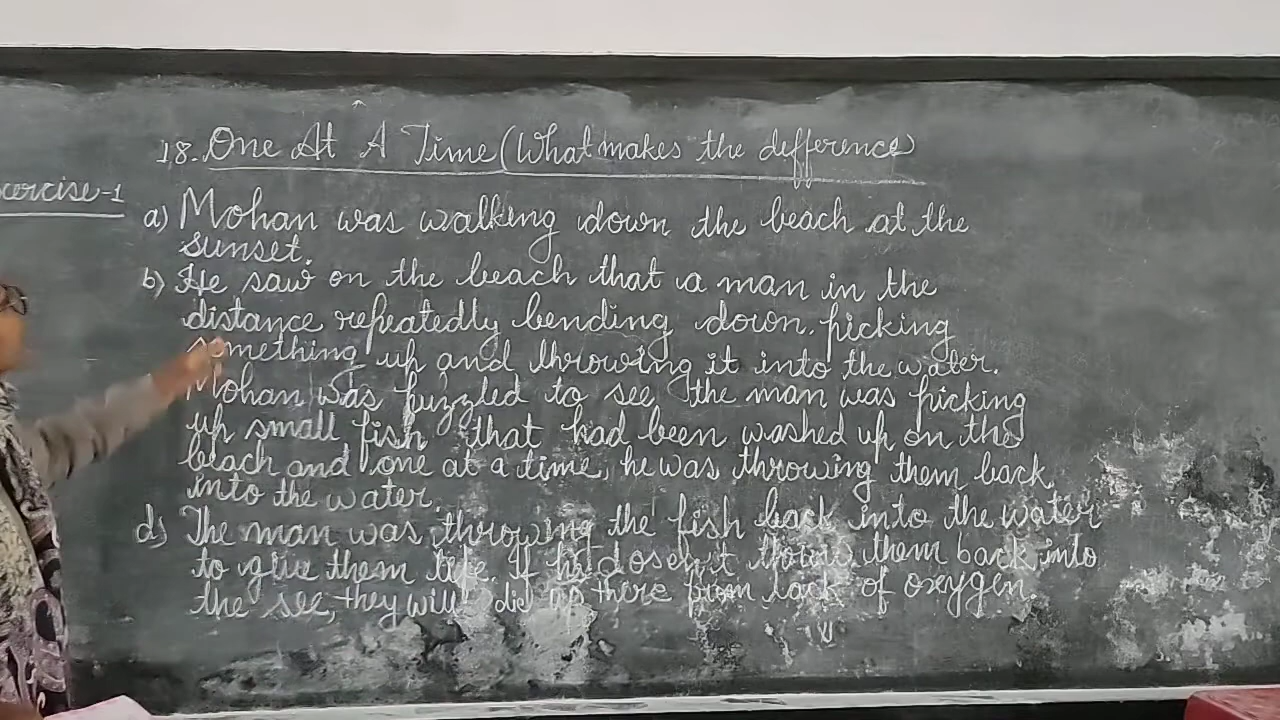 18. One At A Time (What makes the difference)
ercise-1
a) Mohan was walking down the beach at the
sunset.
b) He saw on the beach that a man in the
distance repeatedly bending down. picking
something up and throwing it into the water.
Mohan was puzzled to see, the man was picking
up small fish that had been washed up on the
beach and one at a time, he was throwing them back
into the water.
d) The man was throwing the fish back into the water
to give them life. If he dosen't throw them back into
the see, they will die up there from lack of oxygen.